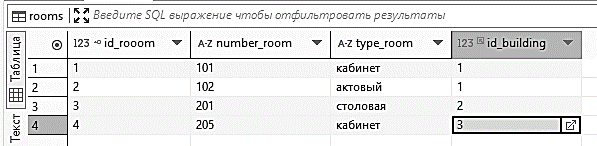 rooms Введите SQL выражение чтобы отфильтровать результаты
123 id_rooom A-Z number_room A-Z type_room 123 id_building
1 1 101 кабинет 1
2 2 102 актовый 1
3 3 201 столовая 2
4 4 205 кабинет 3
Таблица
Текст